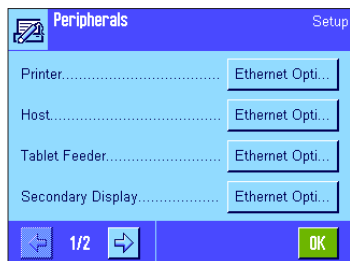 Peripherals
Setup
Printer.................................... Ethernet Opti...
Host....................................... Ethernet Opti...
Tablet Feeder.......................... Ethernet Opti...
Secondary Display.................. Ethernet Opti...
1/2
OK